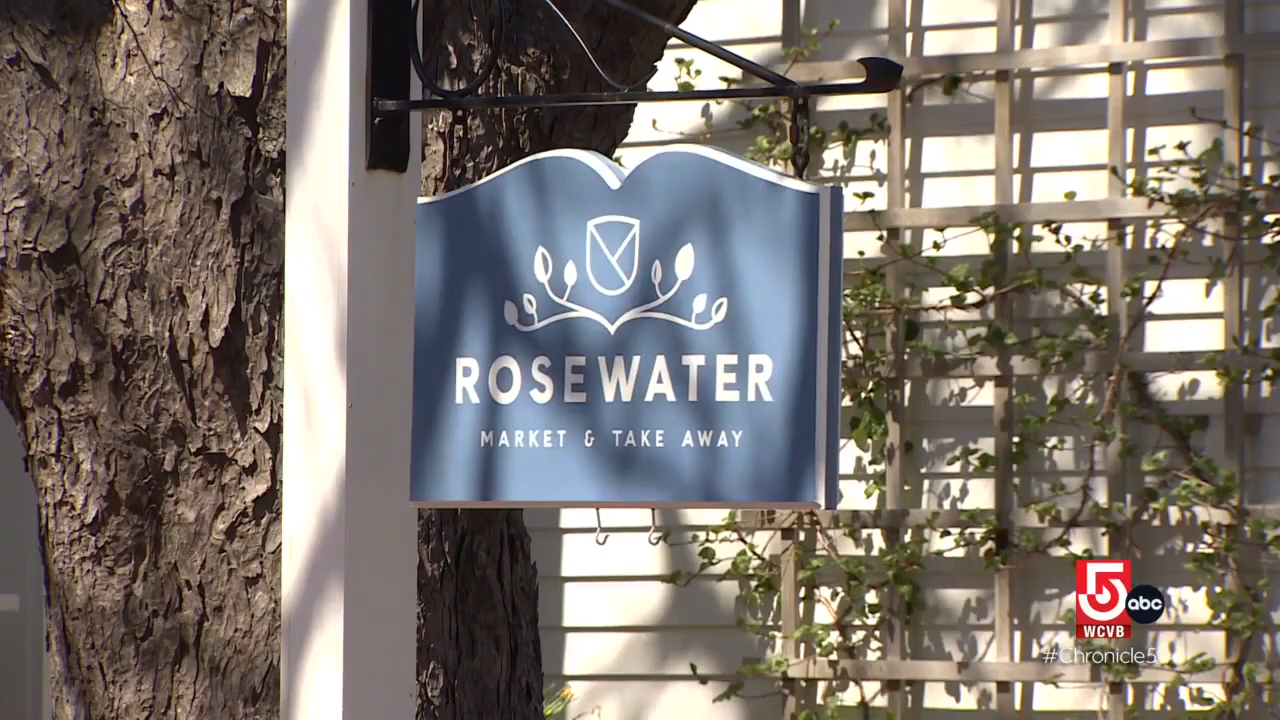 ROSEWATER
MARKET & TAKE AWAY
5
abc
WCVB
#Chronicle5